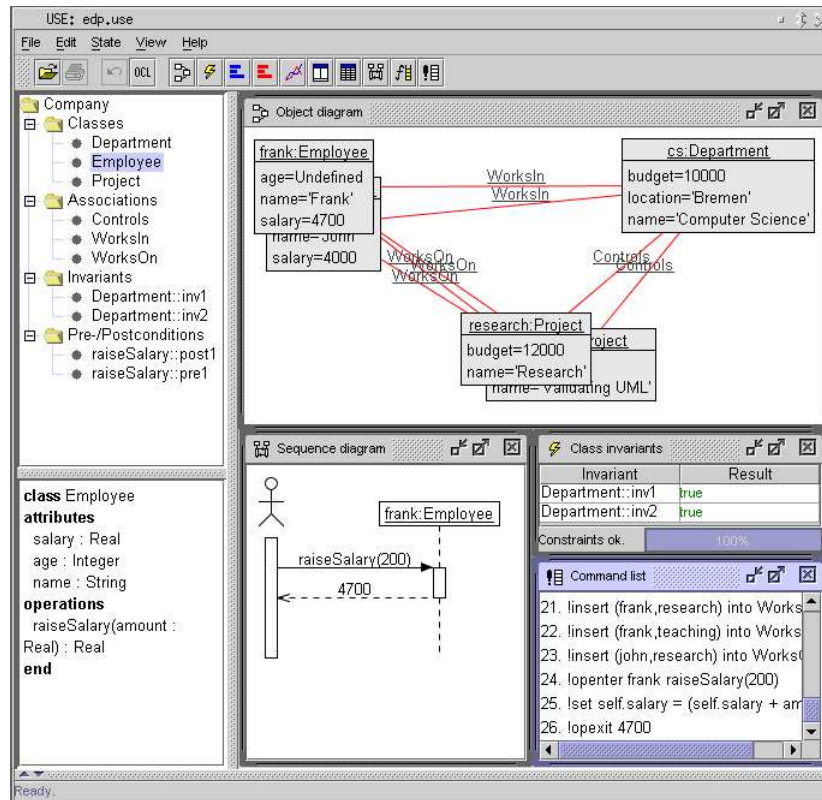 USE: edp.use
File Edit State View Help
OCL
Company
Classes
Department
Employee
Project
Associations
Controls
WorksIn
WorksOn
Invariants
Department::inv1
Department::inv2
Pre-/Postconditions
raiseSalary::post1
raiseSalary::pre1
class Employee
attributes
salary : Real
age : Integer
name : String
operations
raiseSalary(amount :
Real) : Real
end
Object diagram
frank:Employee
age=Undefined
name='Frank'
salary=4700
name='John'
salary=4000
WorksIn
WorksIn
cs:Department
budget=10000
location='Bremen'
name='Computer Science'
WorksOn
WorksOn
WorksOn
Controls
Controls
research:Project
budget=12000
name='Research'
roject
name='Validating UML'
Sequence diagram
frank:Employee
raiseSalary(200)
4700
Class invariants
Invariant Result
Department::inv1 true
Department::inv2 true
Constraints ok. 100%
Command list
21. !insert (frank,research) into Works
22. !insert (frank,teaching) into Works
23. !insert (john,research) into WorksO
24. !openter frank raiseSalary(200)
25. !set self.salary = (self.salary + am
26. !opexit 4700
Ready.